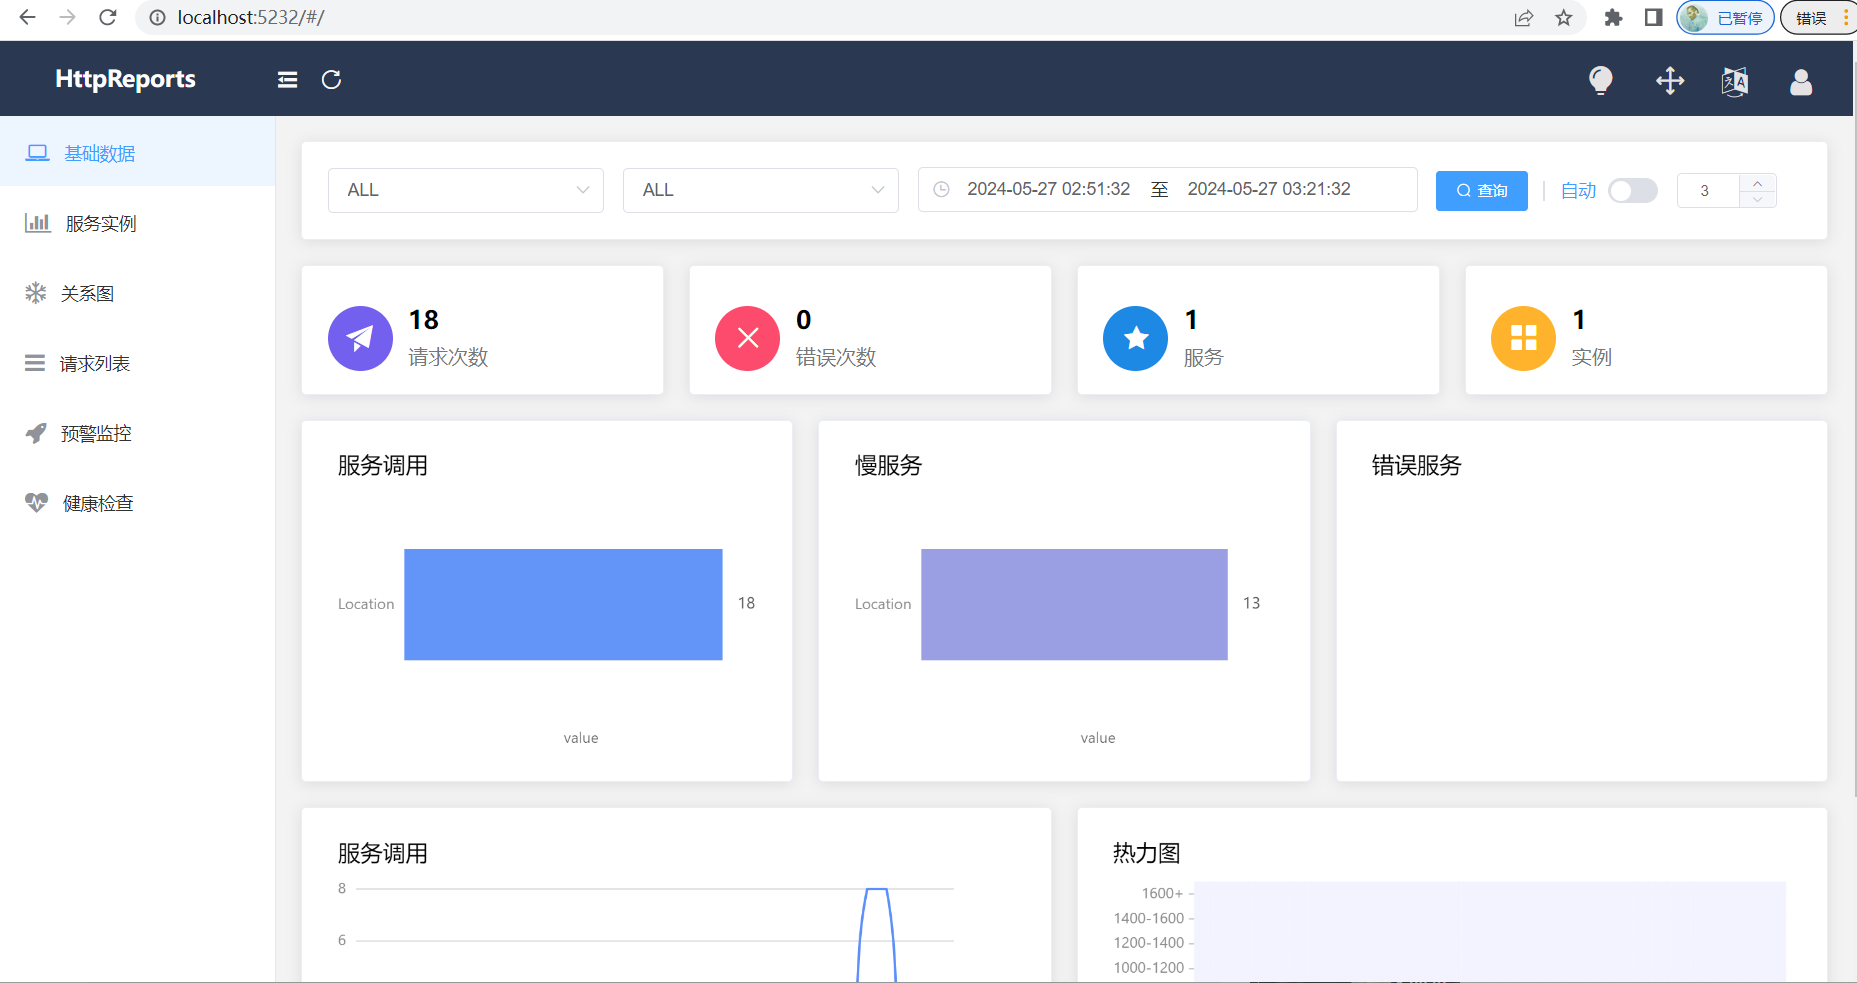 localhost:5232/#/
已暂停
错误
HttpReports
基础数据
服务实例
关系图
请求列表
预警监控
健康检查
ALL
ALL
2024-05-27 02:51:32 至 2024-05-27 03:21:32
查询
自动
3
18
请求次数
0
错误次数
1
服务
1
实例
服务调用
Location
18
value
慢服务
Location
13
value
错误服务
服务调用
8
6
热力图
1600+
1400-1600
1200-1400
1000-1200